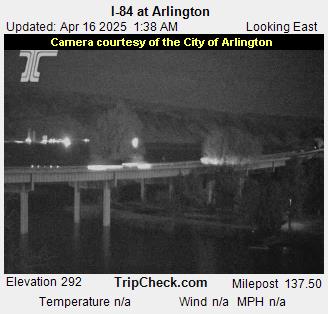 I-84 at Arlington
Updated: Apr 16 2025 1:38 AM Looking East
Camera courtesy of the City of Arlington
Elevation 292 TripCheck.com Milepost 137.50
Temperature n/a Wind n/a MPH n/a